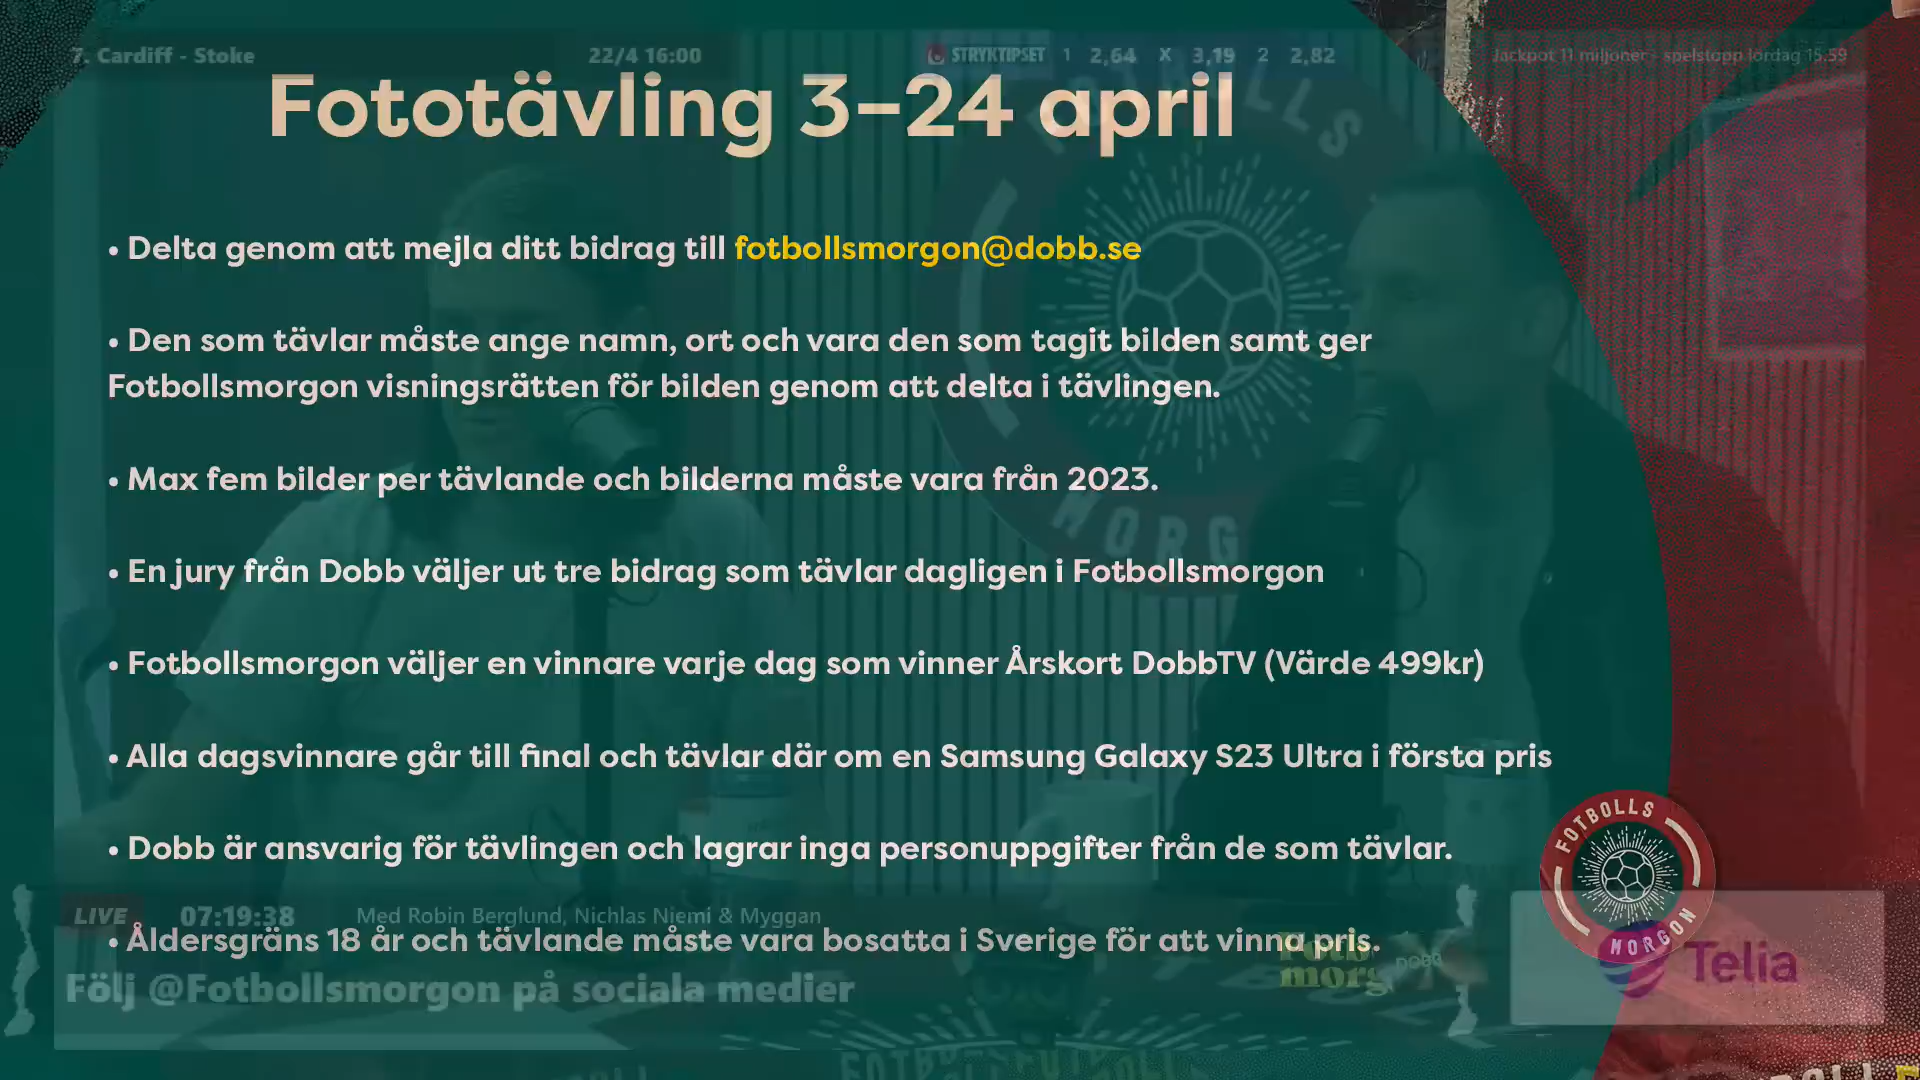 7. Cardiff - Stoke 22/4 16:00 STRYKTIPSET 1 2,64 X 3,19 2 2,82 Jackpot 11 miljoner - spelstopp lördag 15:59
Fototävling 3–24 april
• Delta genom att mejla ditt bidrag till fotbollsmorgon@dobb.se
• Den som tävlar måste ange namn, ort och vara den som tagit bilden samt ger
Fotbollsmorgon visningsrätten för bilden genom att delta i tävlingen.
• Max fem bilder per tävlande och bilderna måste vara från 2023.
• En jury från Dobb väljer ut tre bidrag som tävlar dagligen i Fotbollsmorgon
• Fotbollsmorgon väljer en vinnare varje dag som vinner Årskort DobbTV (Värde 499kr)
• Alla dagsvinnare går till final och tävlar där om en Samsung Galaxy S23 Ultra i första pris
• Dobb är ansvarig för tävlingen och lagrar inga personuppgifter från de som tävlar.
FOTBOLLS
MORGON
LIVE 07:19:38 Med Robin Berglund, Nichlas Niemi & Myggan
• Åldersgräns 18 år och tävlande måste vara bosatta i Sverige för att vinna pris.
Fotb
morg
DOBB
Telia
Följ @Fotbollsmorgon på sociala medier